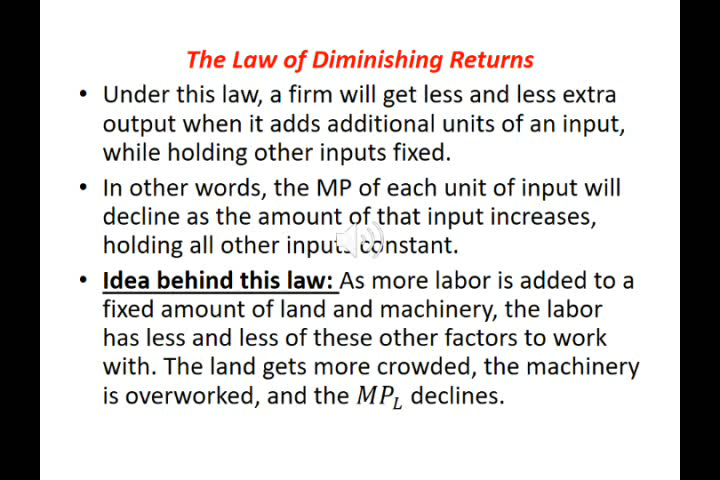 The Law of Diminishing Returns
• Under this law, a firm will get less and less extra
output when it adds additional units of an input,
while holding other inputs fixed.
• In other words, the MP of each unit of input will
decline as the amount of that input increases,
holding all other inputs constant.
• Idea behind this law: As more labor is added to a
fixed amount of land and machinery, the labor
has less and less of these other factors to work
with. The land gets more crowded, the machinery
is overworked, and the MP_L declines.